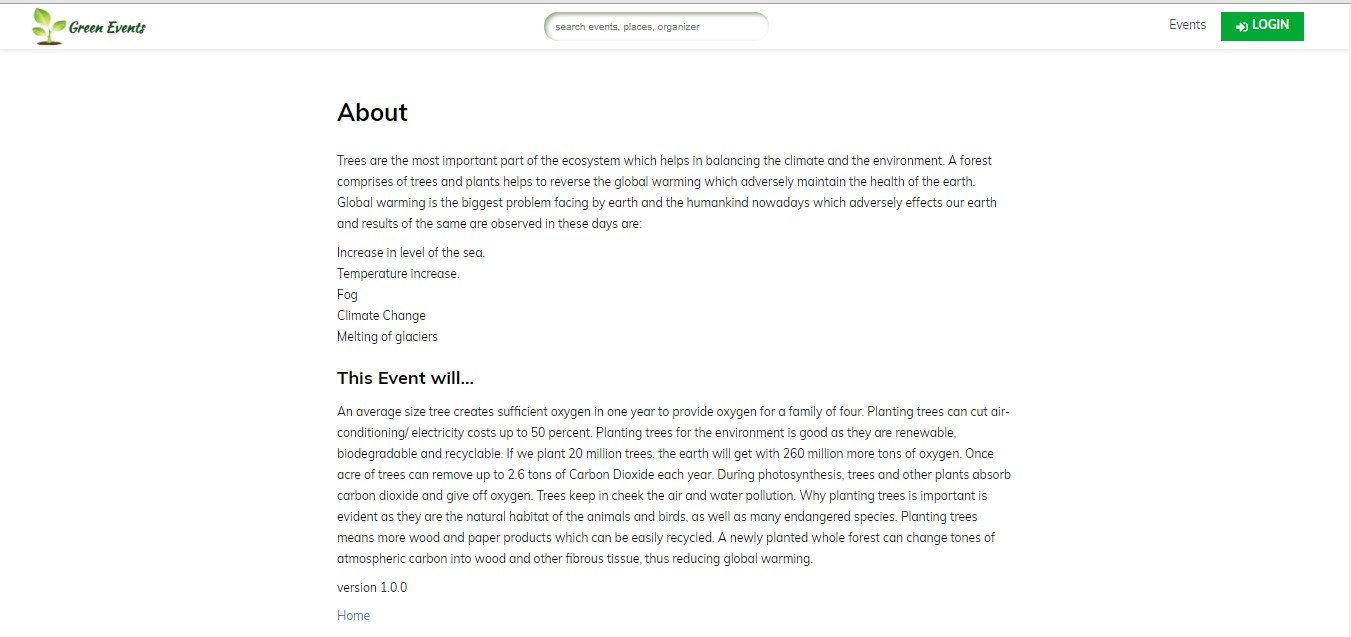 Green Events
search events, places, organizer
Events
LOGIN
About
Trees are the most important part of the ecosystem which helps in balancing the climate and the environment. A forest
comprises of trees and plants helps to reverse the global warming which adversely maintain the health of the earth.
Global warming is the biggest problem facing by earth and the humankind nowadays which adversely effects our earth
and results of the same are observed in these days are:
Increase in level of the sea.
Temperature increase.
Fog
Climate Change
Melting of glaciers
This Event will...
An average size tree creates sufficient oxygen in one year to provide oxygen for a family of four. Planting trees can cut air-
conditioning/ electricity costs up to 50 percent. Planting trees for the environment is good as they are renewable,
biodegradable and recyclable. If we plant 20 million trees, the earth will get with 260 million more tons of oxygen. Once
acre of trees can remove up to 2.6 tons of Carbon Dioxide each year. During photosynthesis, trees and other plants absorb
carbon dioxide and give off oxygen. Trees keep in cheek the air and water pollution. Why planting trees is important is
evident as they are the natural habitat of the animals and birds, as well as many endangered species. Planting trees
means more wood and paper products which can be easily recycled. A newly planted whole forest can change tones of
atmospheric carbon into wood and other fibrous tissue, thus reducing global warming.
version 1.0.0
Home